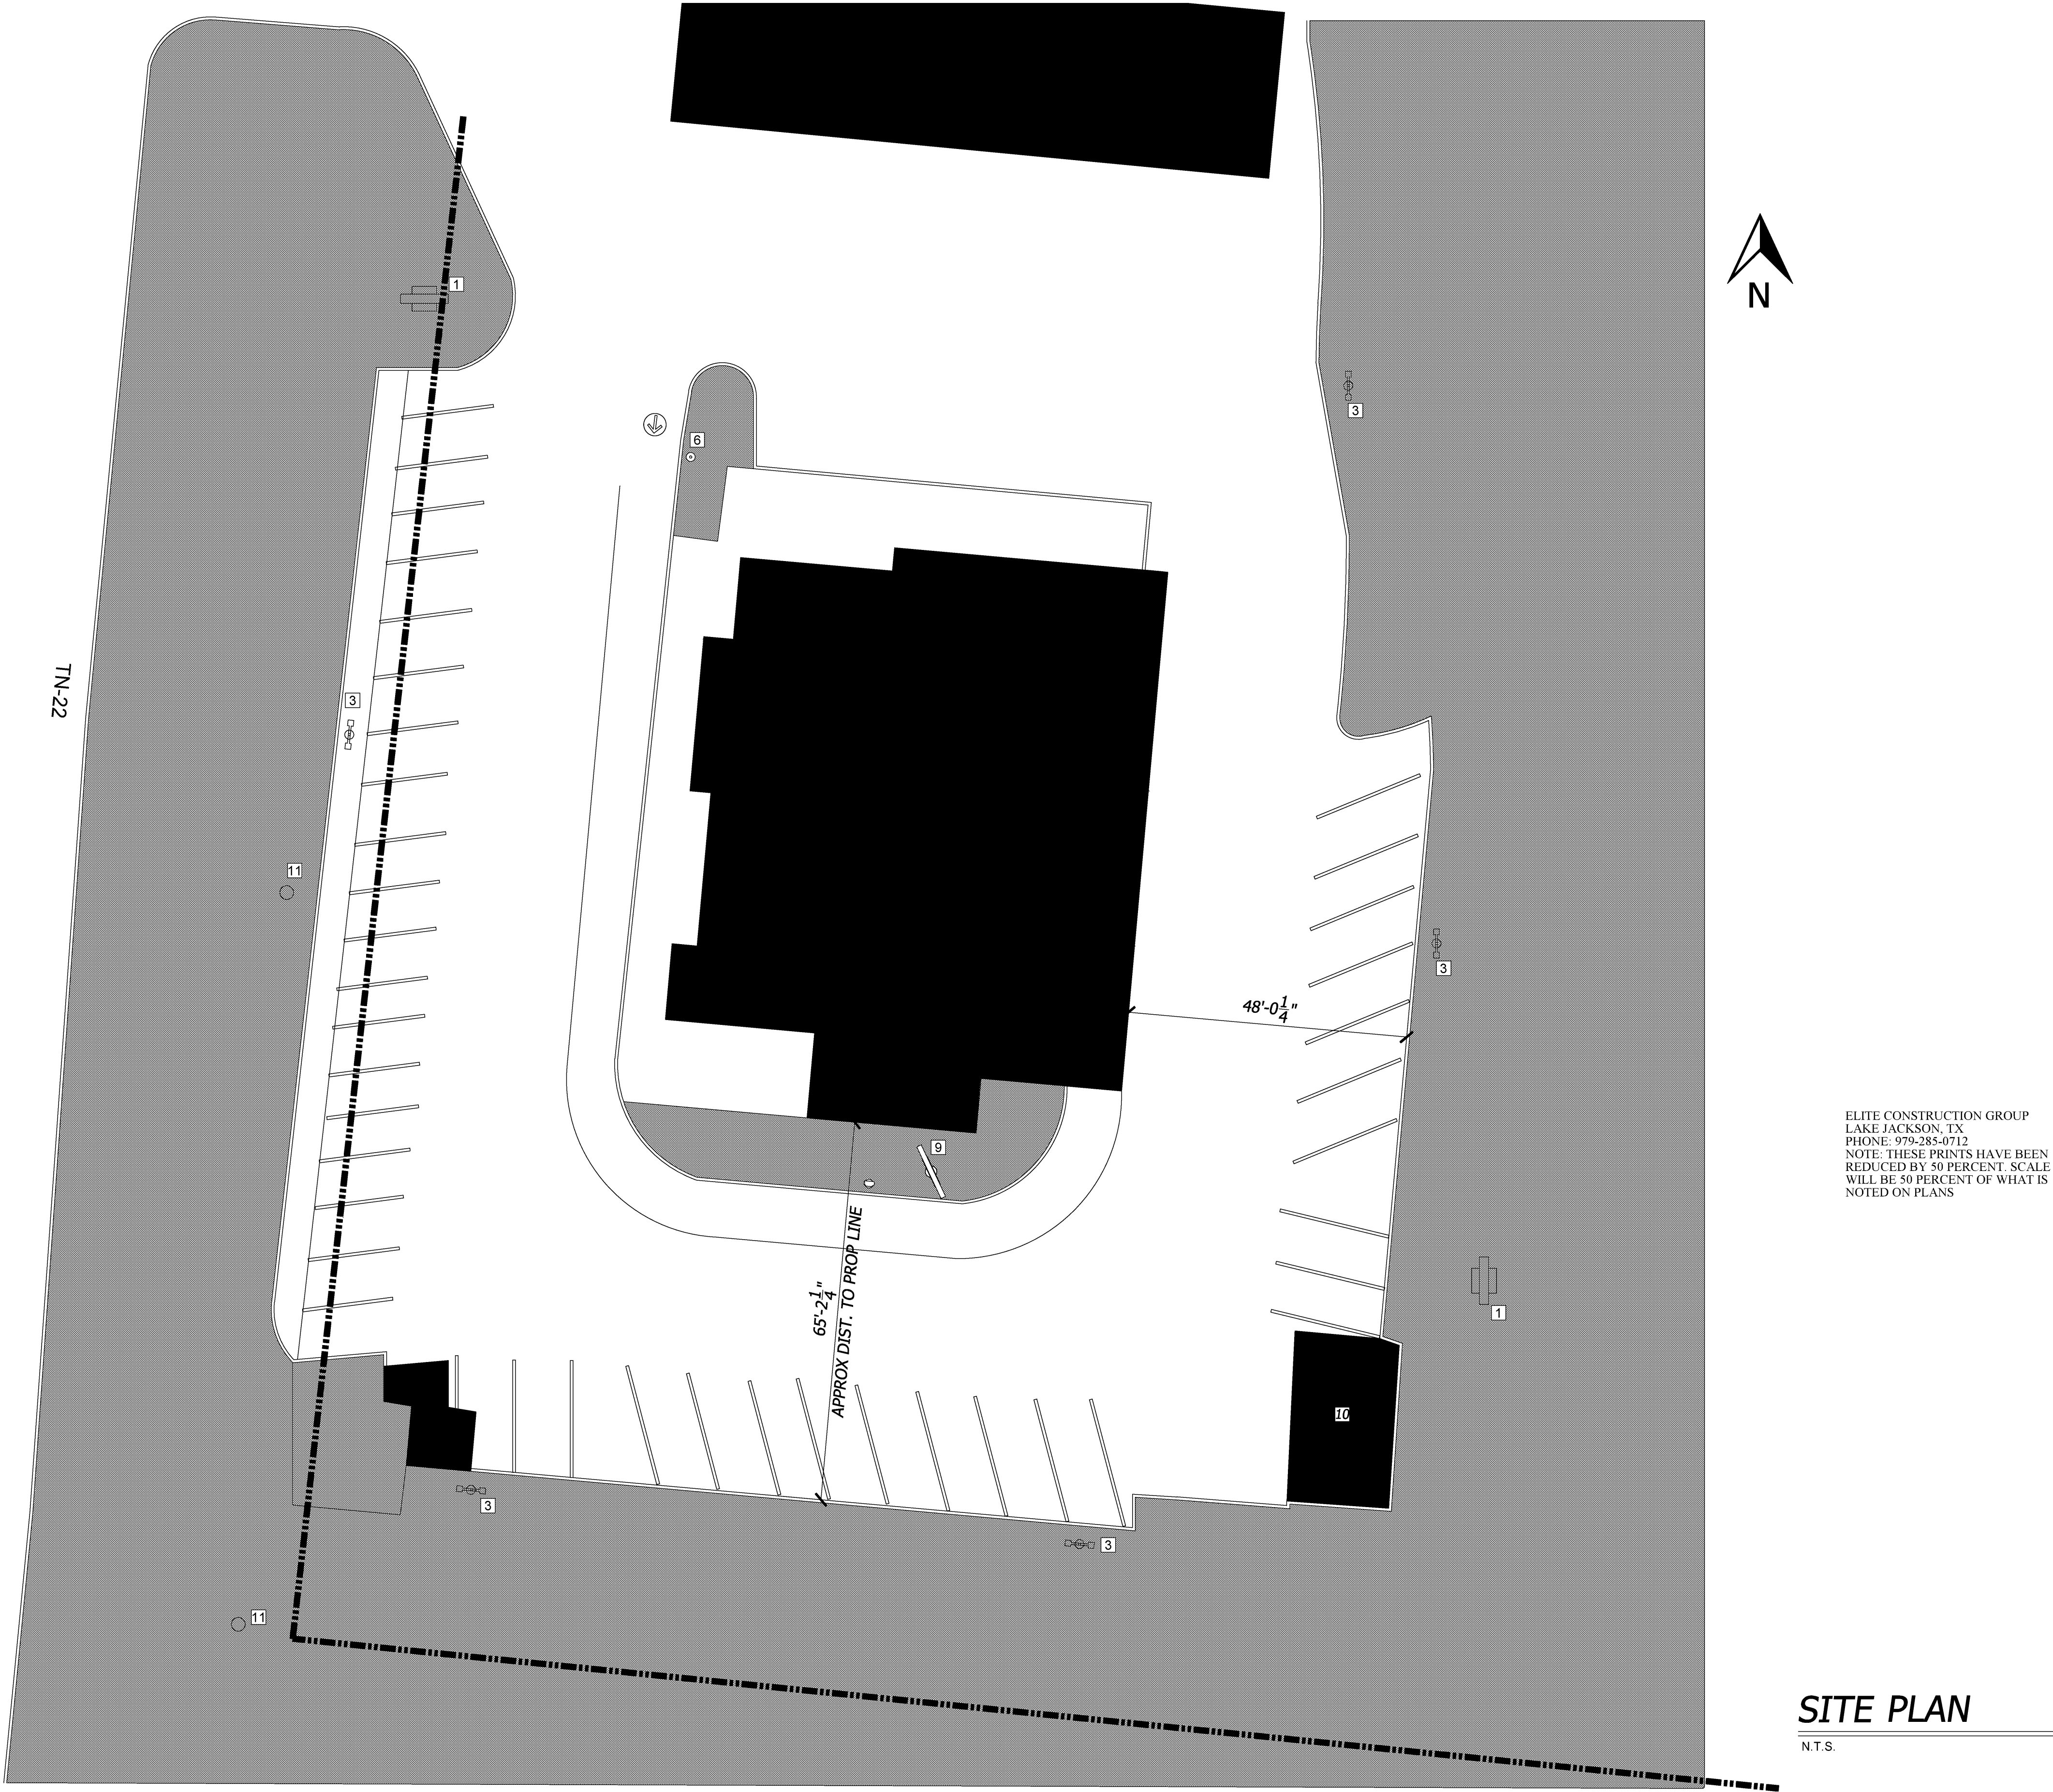 1
N
3
6
TN-22
3
11
3
48'-0 1/4"
ELITE CONSTRUCTION GROUP
LAKE JACKSON, TX
PHONE: 979-285-0712
NOTE: THESE PRINTS HAVE BEEN
REDUCED BY 50 PERCENT. SCALE
WILL BE 50 PERCENT OF WHAT IS
NOTED ON PLANS
9
65'-2 1/4"
APPROX DIST. TO PROP LINE
1
10
3
3
11
SITE PLAN
N.T.S.